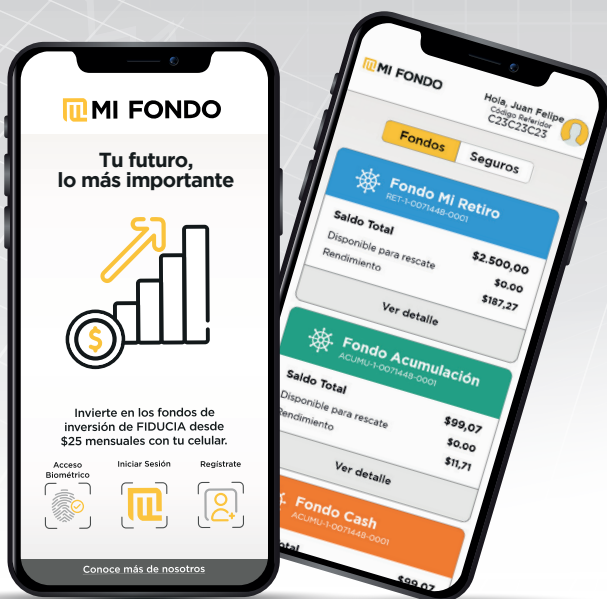 MI FONDO
Tu futuro,
lo más importante
$
Invierte en los fondos de
inversión de FIDUCIA desde
$25 mensuales con tu celular.
Acceso
Biométrico
Iniciar Sesión
Regístrate
Conoce más de nosotros
MI FONDO
Hola, Juan Felipe
Código Referidor
C23C23C23
Fondos
Seguros
Fondo Mi Retiro
RET-1-0071448-0001
Saldo Total $2.500,00
Disponible para rescate $0.00
Rendimiento $187,27
Ver detalle
Fondo Acumulación
ACUMU-1-0071448-0001
Saldo Total $99,07
Disponible para rescate $0.00
Rendimiento $11,71
Ver detalle
Fondo Cash
ACUMU-1-0071448-0001
otal $99,07